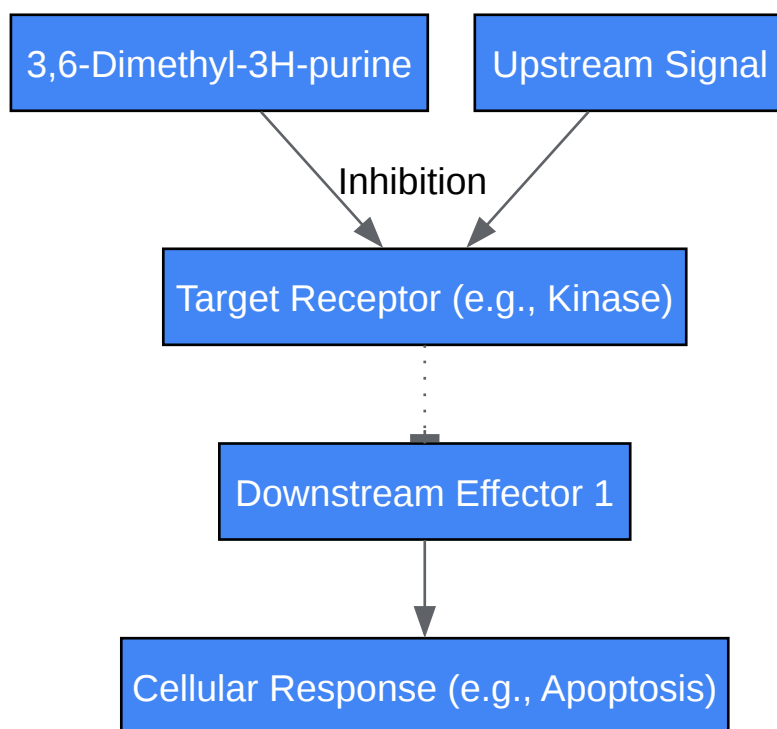 3,6-Dimethyl-3H-purine
Upstream Signal
Inhibition
Target Receptor (e.g., Kinase)
Downstream Effector 1
Cellular Response (e.g., Apoptosis)